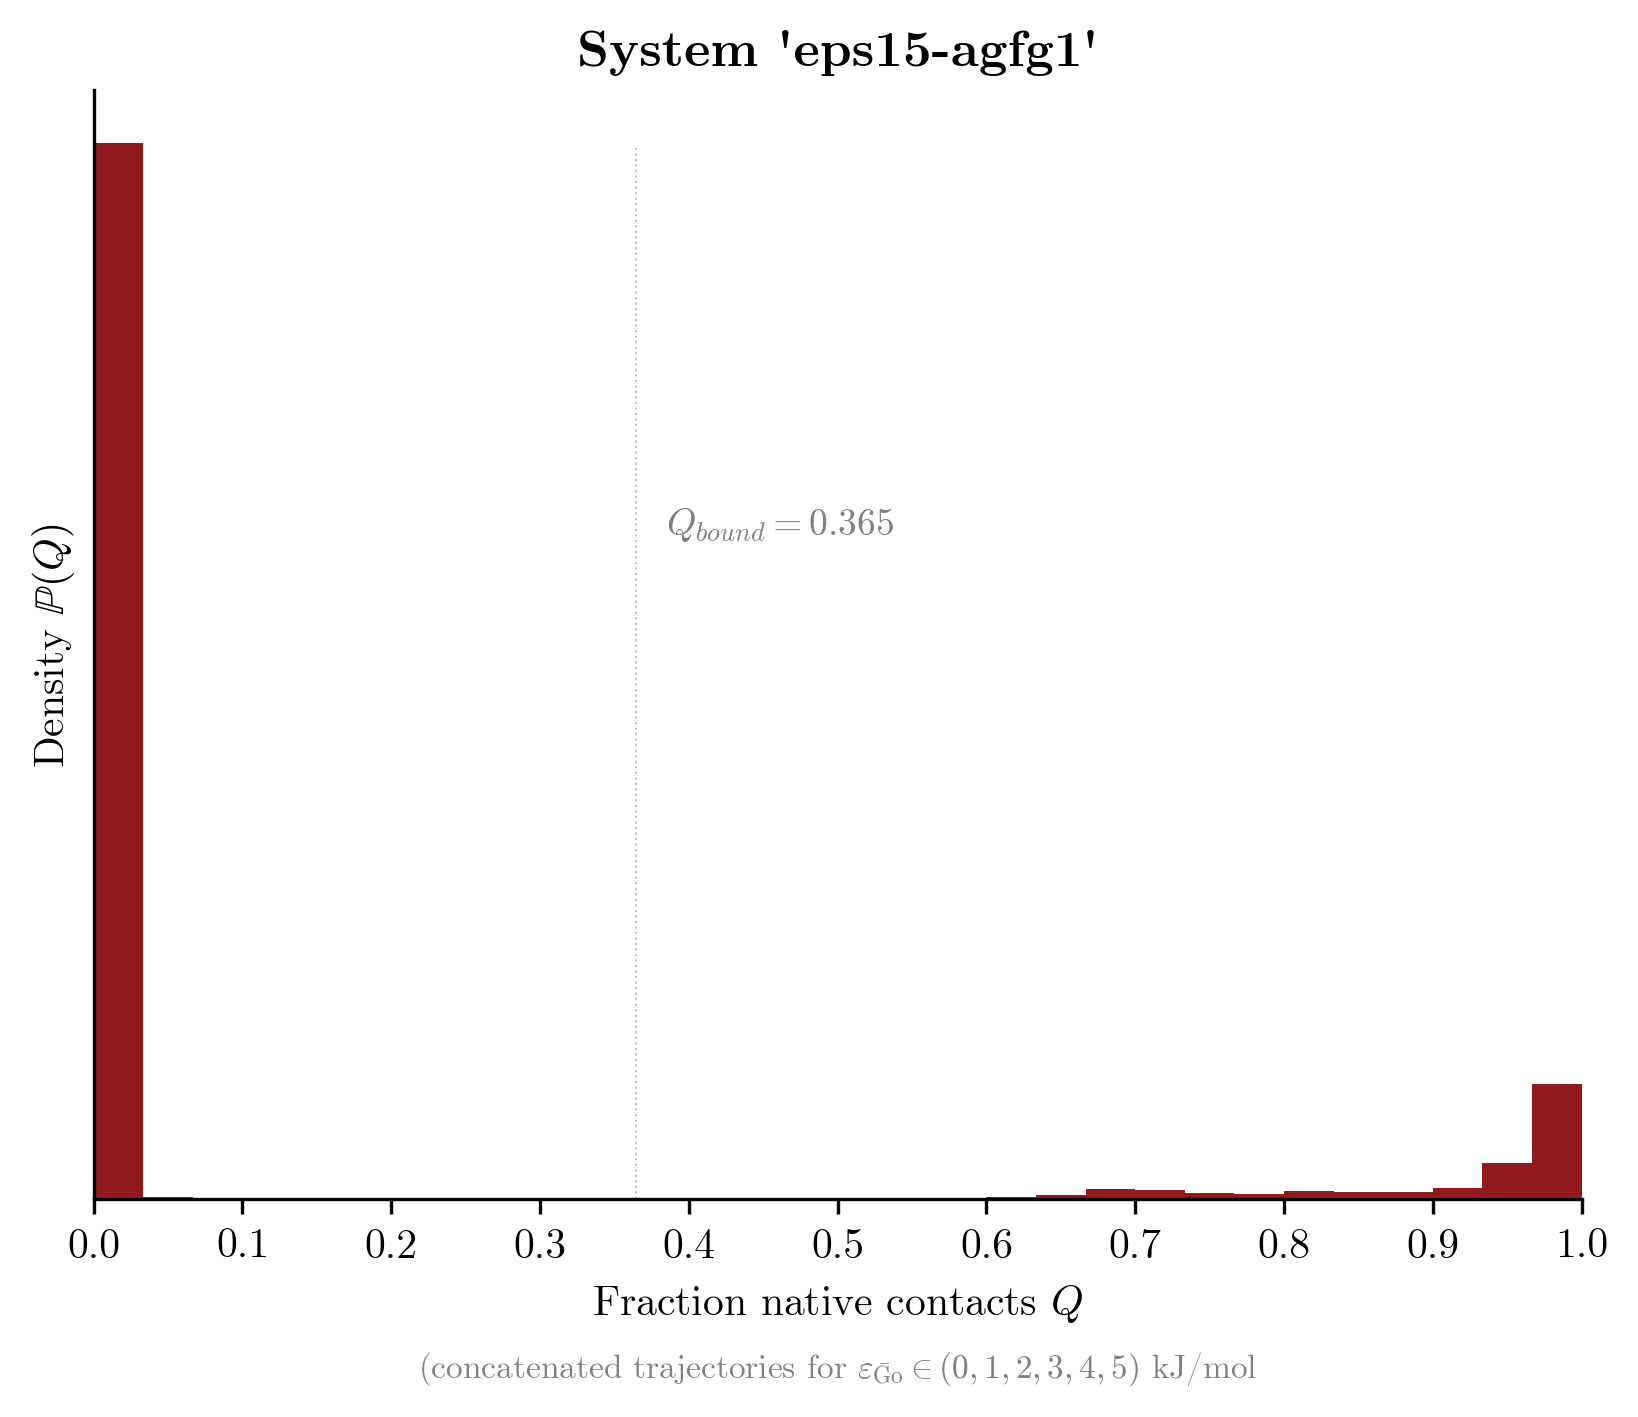 System 'eps15-agfg1'
Density ℙ(Q)
Q_{bound} = 0.365
0.0 0.1 0.2 0.3 0.4 0.5 0.6 0.7 0.8 0.9 1.0
Fraction native contacts Q
(concatenated trajectories for ε_{Ḡo} ∈ (0, 1, 2, 3, 4, 5) kJ/mol